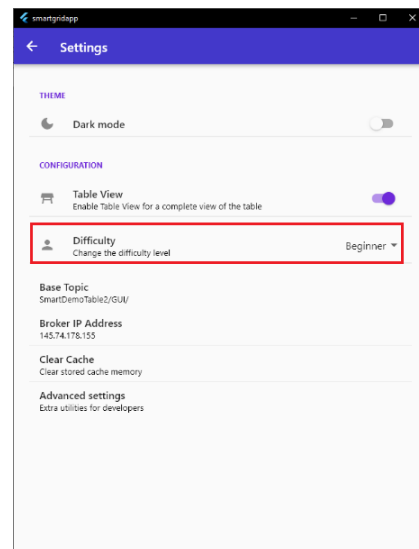 smartgridapp
Settings
THEME
Dark mode
CONFIGURATION
Table View
Enable Table View for a complete view of the table
Difficulty
Change the difficulty level
Beginner
Base Topic
SmartDemoTable2/GUI/
Broker IP Address
145.74.178.155
Clear Cache
Clear stored cache memory
Advanced settings
Extra utilities for developers